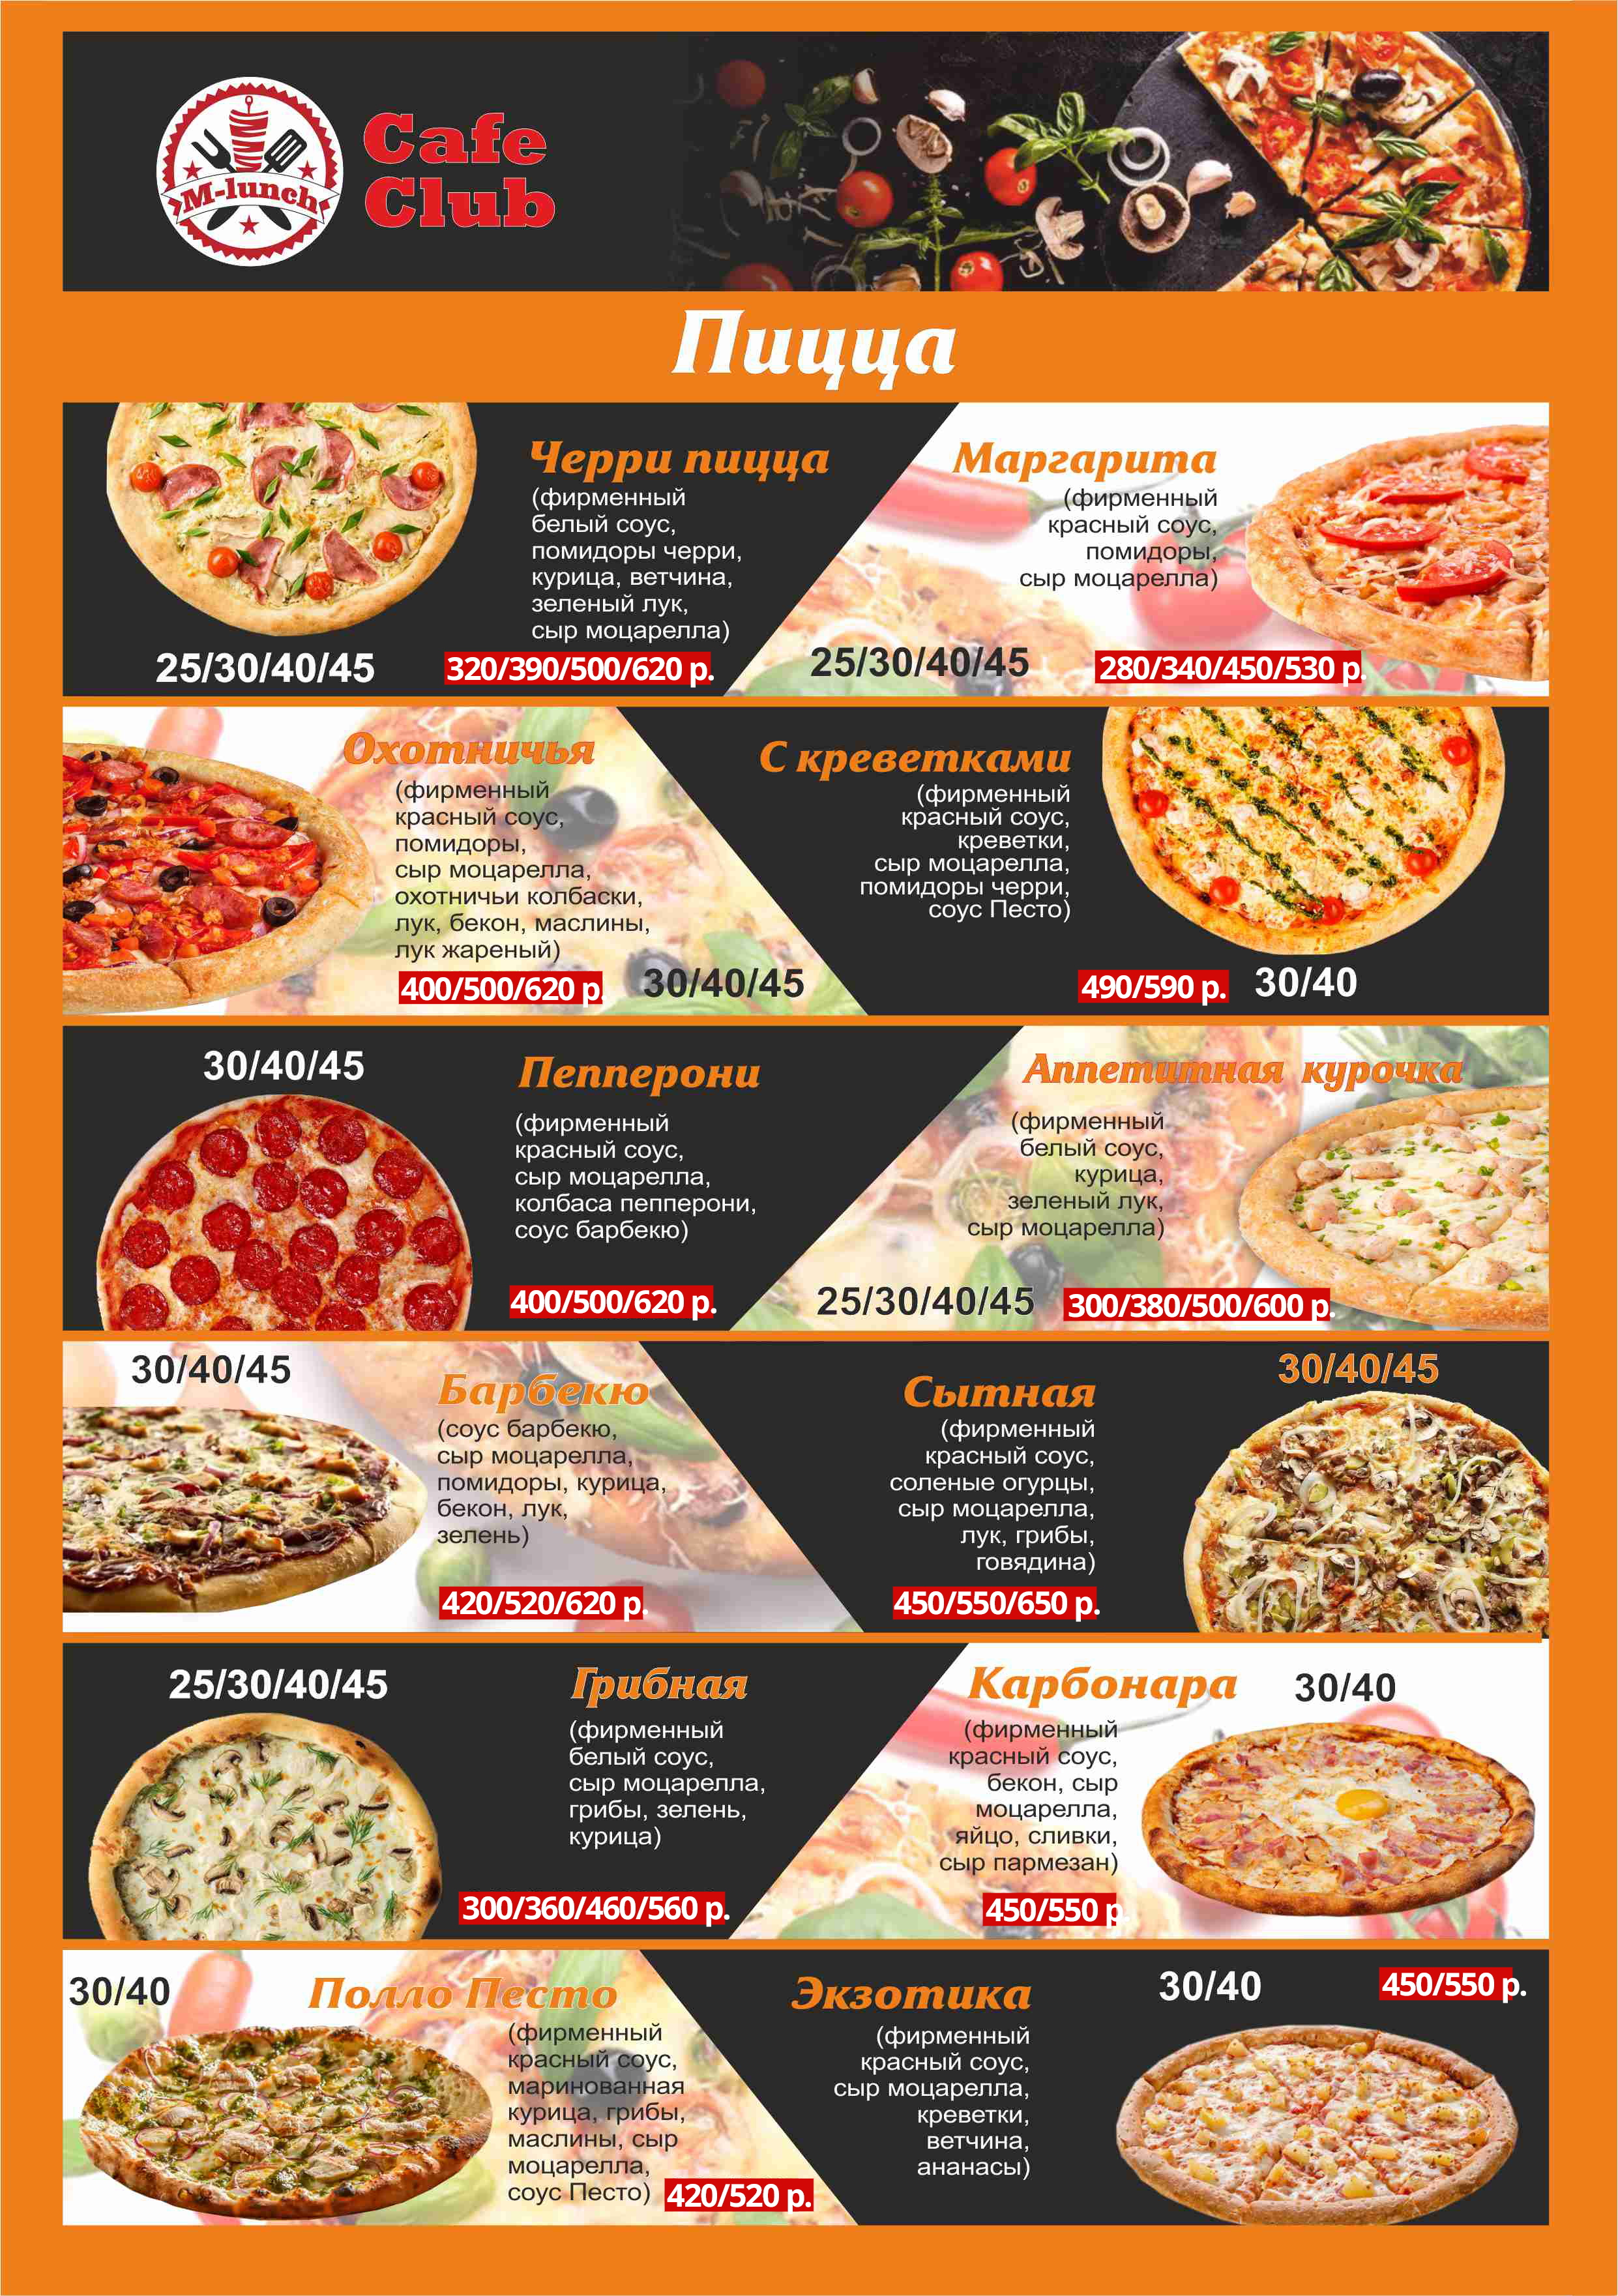 M-lunch
Cafe
Club
Пицца
Черри пицца
(фирменный
белый соус,
помидоры черри,
курица, ветчина,
зеленый лук,
сыр моцарелла)
25/30/40/45
320/390/500/620 р.
Маргарита
(фирменный
красный соус,
помидоры,
сыр моцарелла)
25/30/40/45
280/340/450/530 р.
Охотничья
(фирменный
красный соус,
помидоры,
сыр моцарелла,
охотничьи колбаски,
лук, бекон, маслины,
лук жареный)
400/500/620 р.
30/40/45
С креветками
(фирменный
красный соус,
креветки,
сыр моцарелла,
помидоры черри,
соус Песто)
490/590 р.
30/40
30/40/45
Пепперони
(фирменный
красный соус,
сыр моцарелла,
колбаса пепперони,
соус барбекю)
400/500/620 р.
Аппетитная курочка
(фирменный
белый соус,
курица,
зеленый лук,
сыр моцарелла)
25/30/40/45
300/380/500/600 р.
30/40/45
Барбекю
(соус барбекю,
сыр моцарелла,
помидоры, курица,
бекон, лук,
зелень)
420/520/620 р.
Сытная
30/40/45
(фирменный
красный соус,
соленые огурцы,
сыр моцарелла,
лук, грибы,
говядина)
450/550/650 р.
25/30/40/45
Грибная
(фирменный
белый соус,
сыр моцарелла,
грибы, зелень,
курица)
300/360/460/560 р.
Карбонара
30/40
(фирменный
красный соус,
бекон, сыр
моцарелла,
яйцо, сливки,
сыр пармезан)
450/550 р.
30/40
Полло Песто
(фирменный
красный соус,
маринованная
курица, грибы,
маслины, сыр
моцарелла,
соус Песто)
420/520 р.
Экзотика
30/40
450/550 р.
(фирменный
красный соус,
сыр моцарелла,
креветки,
ветчина,
ананасы)